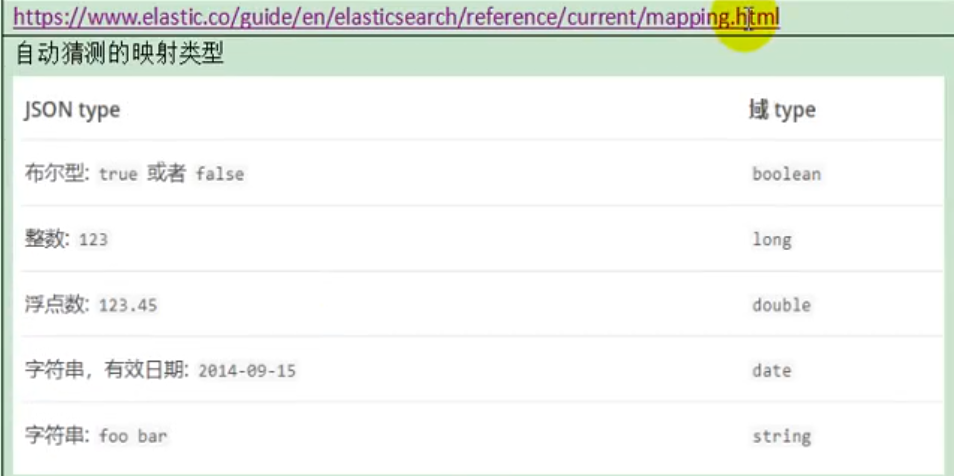 https://www.elastic.co/guide/en/elasticsearch/reference/current/mapping.html
自动猜测的映射类型
JSON type 域 type
布尔型: true 或者 false boolean
整数: 123 long
浮点数: 123.45 double
字符串，有效日期: 2014-09-15 date
字符串: foo bar string